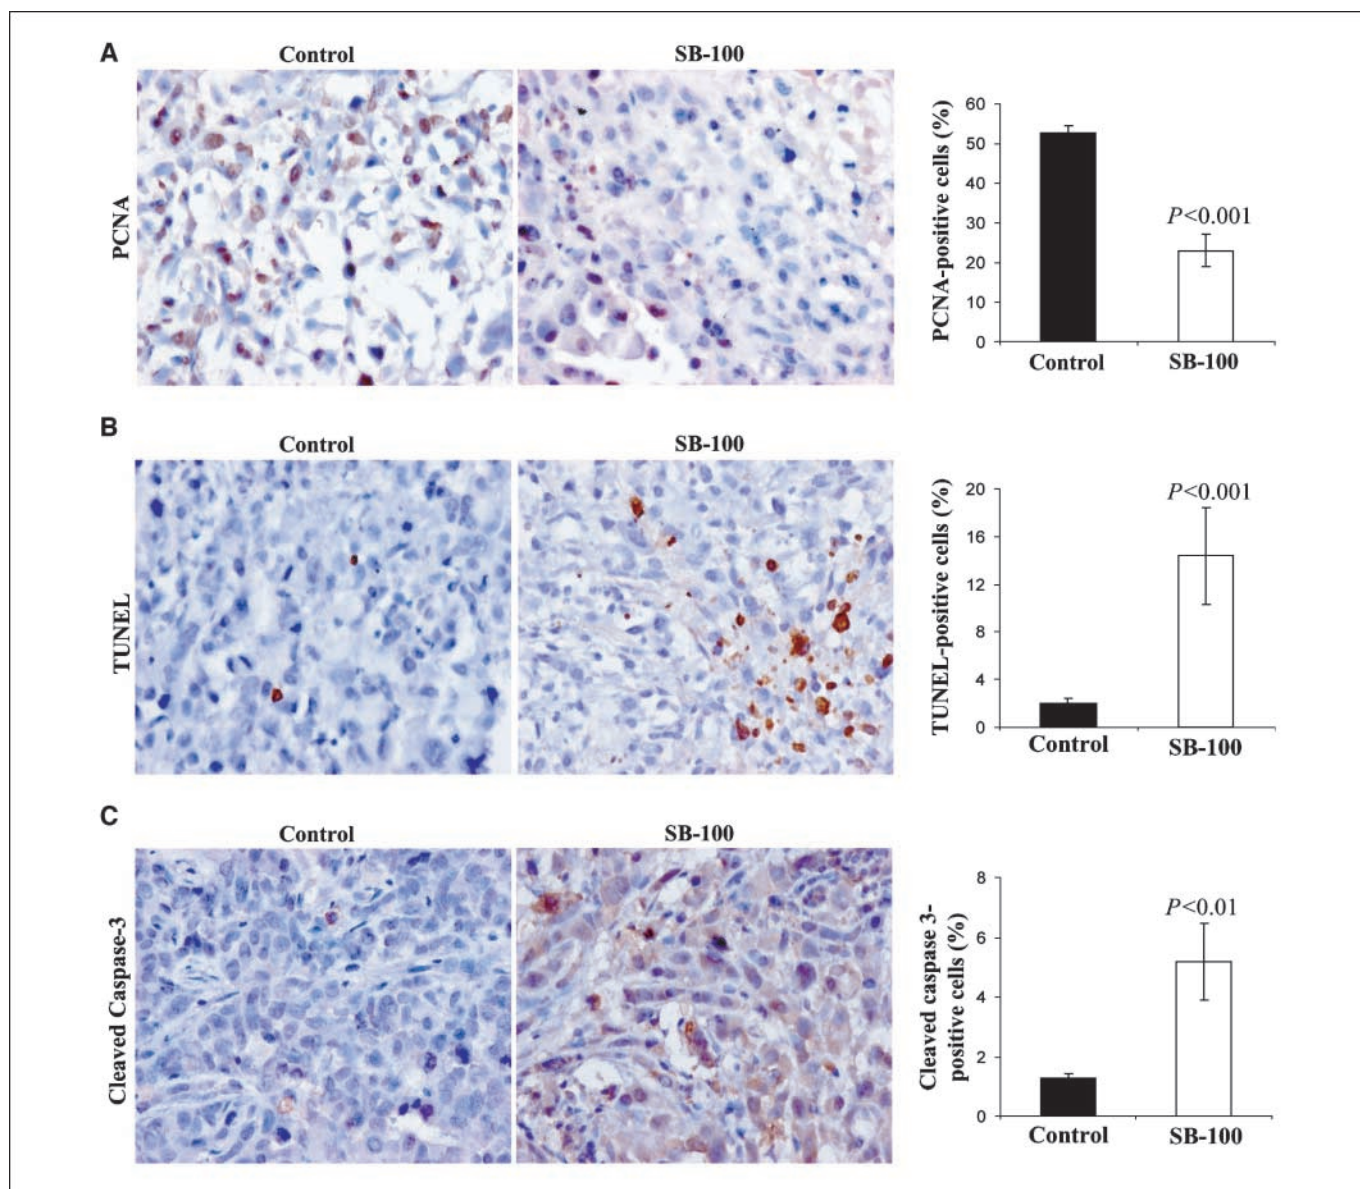 A
Control
SB-100
PCNA
PCNA-positive cells (%)
60
50
40
30
20
10
0
P<0.001
Control
SB-100
B
Control
SB-100
TUNEL
TUNEL-positive cells (%)
20
16
12
8
4
0
P<0.001
Control
SB-100
C
Control
SB-100
Cleaved Caspase-3
Cleaved caspase 3-
positive cells (%)
8
6
4
2
0
P<0.01
Control
SB-100